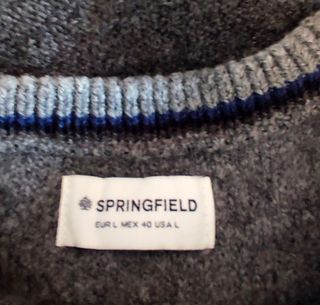 SPRINGFIELD
EUR L MEX 40 USA L